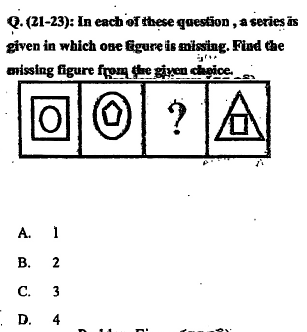 Q. (21-23): In each of these question , a series is
given in which one figure is missing. Find the
missing figure from the given choice.
?
A. 1
B. 2
C. 3
D. 4